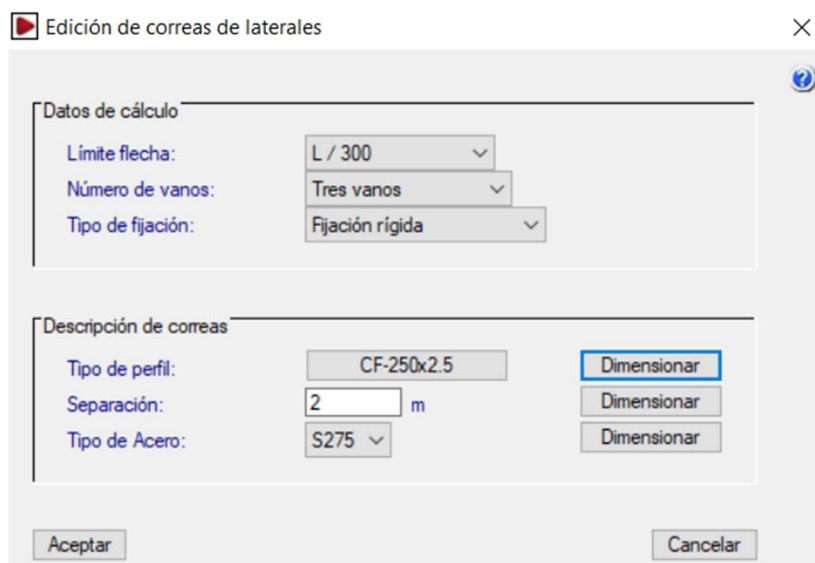 Edición de correas de laterales
Datos de cálculo
Límite flecha: L / 300
Número de vanos: Tres vanos
Tipo de fijación: Fijación rígida
Descripción de correas
Tipo de perfil: CF-250x2.5 Dimensionar
Separación: 2 m Dimensionar
Tipo de Acero: S275 Dimensionar
Aceptar Cancelar